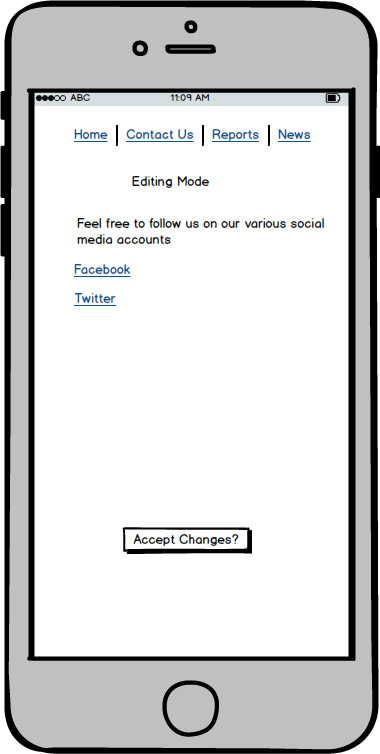 ABC 11:09 AM
Home Contact Us Reports News
Editing Mode
Feel free to follow us on our various social
media accounts
Facebook
Twitter
Accept Changes?